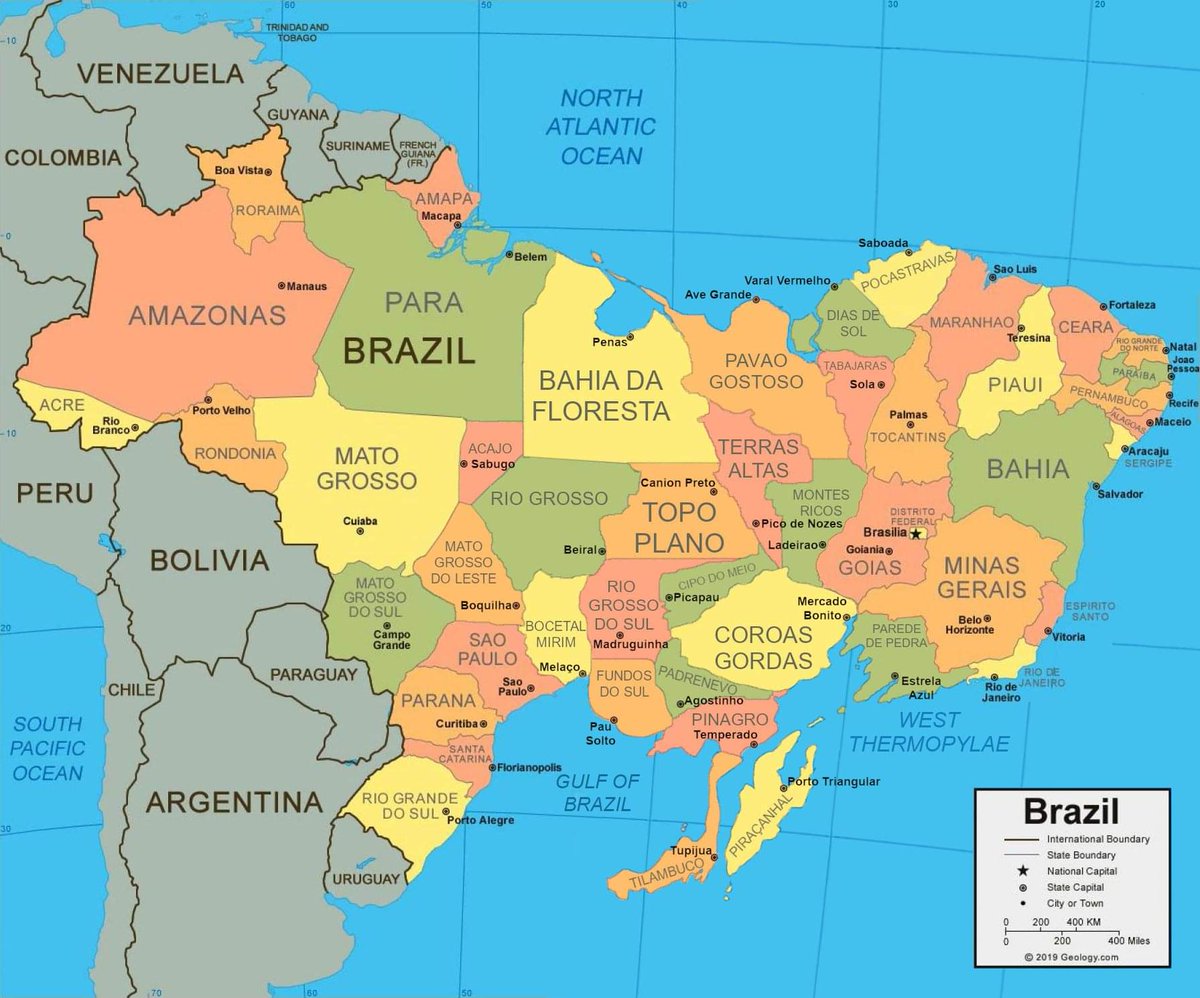 60
50
40
30
20
10
TRINIDAD AND
TOBAGO
VENEZUELA
NORTH
ATLANTIC
OCEAN
GUYANA
COLOMBIA
SURINAME
FRENCH
GUIANA
(FR.)
Boa Vista
RORAIMA
AMAPA
Macapa
0
Belem
Saboada
POCASTRAVAS
Sao Luis
Manaus
AMAZONAS
PARA
BRAZIL
Varal Vermelho
Ave Grande
Fortaleza
DIAS DE
SOL
MARANHAO
Teresina
CEARA
Penas
RIO GRANDE
DO NORTE
Natal
Joao
Pessoa
PARAIBA
PAVAO
GOSTOSO
TABAJARAS
Sola
BAHIA DA
FLORESTA
PIAUI
PERNAMBUCO
Recife
ACRE
Rio
Branco
Porto Velho
Palmas
TOCANTINS
ALAGOAS
Maceio
10
RONDONIA
MATO
GROSSO
ACAJO
Sabugo
TERRAS
ALTAS
BAHIA
Aracaju
SERGIPE
PERU
RIO GROSSO
Canion Preto
MONTES
RICOS
Salvador
Cuiaba
TOPO
PLANO
Pico de Nozes
DISTRITO
FEDERAL
Brasilia
BOLIVIA
MATO
GROSSO
DO LESTE
Beiral
Ladeirao
Goiania
GOIAS
MINAS
GERAIS
MATO
GROSSO
DO SUL
RIO
GROSSO
DO SUL
CIPO DO MEIO
Picapau
Mercado
Bonito
Boquilha
BOCETAL
MIRIM
Belo
Horizonte
ESPIRITO
SANTO
20
Campo
Grande
Madruguinha
COROAS
GORDAS
PAREDE
DE PEDRA
Vitoria
SAO
PAULO
Melaço
PARAGUAY
Sao
Paulo
FUNDOS
DO SUL
PADRENEVO
Estrela
Azul
RIO DE
JANEIRO
Rio de
Janeiro
CHILE
PARANA
Curitiba
Agostinho
PINAGRO
Temperado
Pau
Solto
WEST
THERMOPYLAE
SOUTH
PACIFIC
OCEAN
SANTA
CATARINA
Florianopolis
GULF OF
BRAZIL
Porto Triangular
ARGENTINA
RIO GRANDE
DO SUL
Porto Alegre
PIRAÇANHAL
30
Tupijua
TILAMBUCO
URUGUAY
Brazil
International Boundary
State Boundary
National Capital
State Capital
City or Town
0 200 400 KM
0 200 400 Miles
© 2019 Geology.com
70
60
50